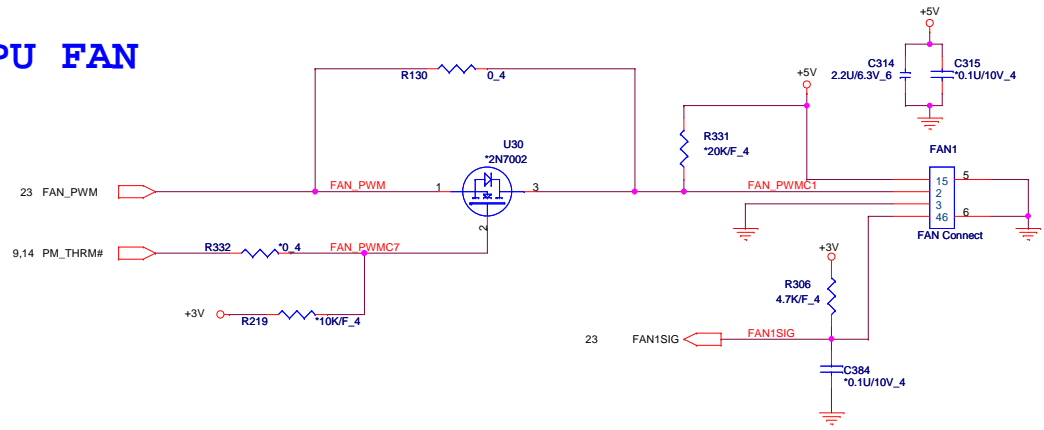 PU FAN
+5V
C314
2.2U/6.3V_6
C315
*0.1U/10V_4
R130
0_4
+5V
R331
*20K/F_4
U30
*2N7002
FAN1
23 FAN_PWM
FAN_PWM
1
3
2
FAN_PWMC1
15
2
3
46
5
6
FAN Connect
9,14 PM_THRM#
R332
*0_4
FAN_PWMC7
+3V
R219
*10K/F_4
+3V
R306
4.7K/F_4
23 FAN1SIG
FAN1SIG
C384
*0.1U/10V_4